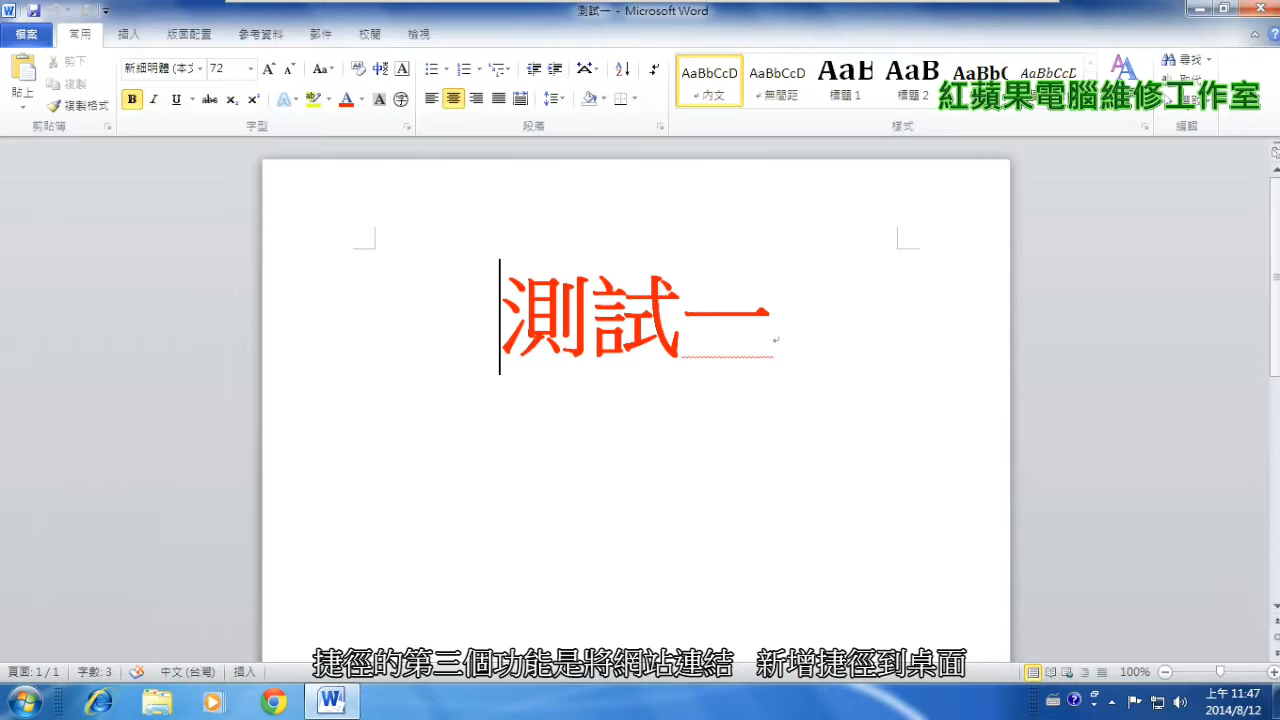 測試一 - Microsoft Word
檔案 常用 插入 版面配置 參考資料 郵件 校閱 檢視
貼上
剪下
複製
複製格式
剪貼簿
新細明體 (本文 72
字型
段落
AaBbCcD
內文
AaBbCcD
無間距
AaB
標題 1
AaB
標題 2
AaBbC
AaBbCcD
樣式
尋找
編輯
紅蘋果電腦維修工作室
測試一
捷徑的第三個功能是將網站連結 新增捷徑到桌面
頁面: 1 / 1 字數: 3 中文 (台灣) 插入 100%
上午 11:47
2014/8/12